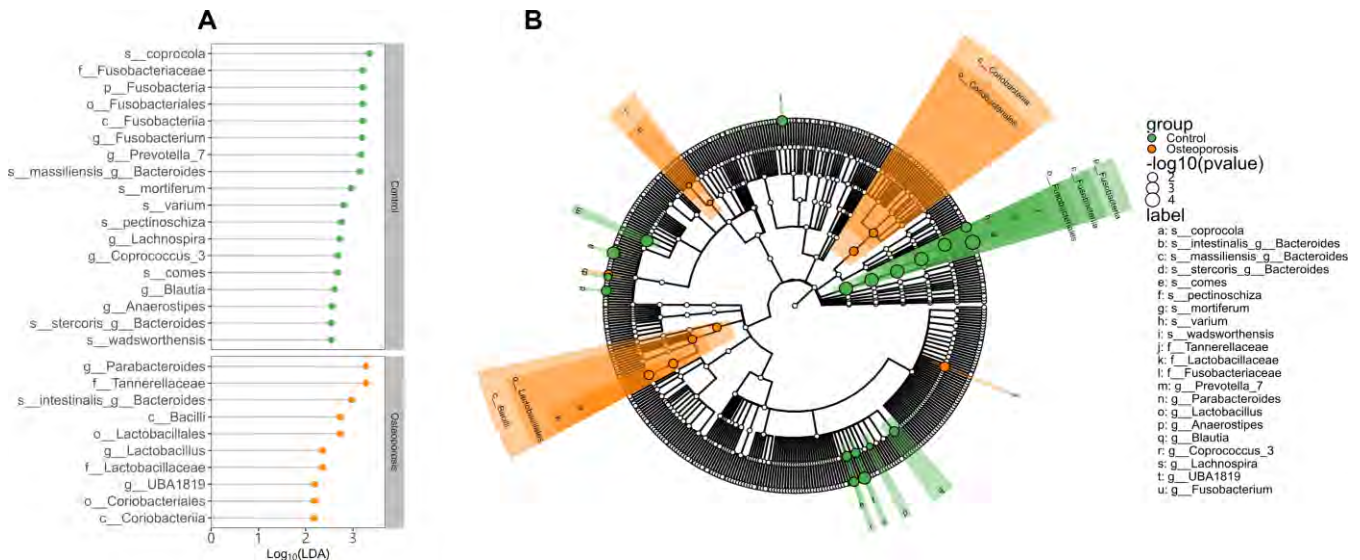 A
s__coprocola
f__Fusobacteriaceae
p__Fusobacteria
o__Fusobacteriales
c__Fusobacteriia
g__Fusobacterium
g__Prevotella_7
s__massiliensis_g__Bacteroides
s__mortiferum
s__varium
s__pectinoschiza
g__Lachnospira
g__Coprococcus_3
s__comes
g__Blautia
g__Anaerostipes
s__stercoris_g__Bacteroides
s__wadsworthensis
Control
g__Parabacteroides
f__Tannerellaceae
s__intestinalis_g__Bacteroides
c__Bacilli
o__Lactobacillales
g__Lactobacillus
f__Lactobacillaceae
g__UBA1819
o__Coriobacteriales
c__Coriobacteriia
Osteoporosis
0 1 2 3
Log10(LDA)
B
c__Coriobacteriia
o__Coriobacteriales
p__Fusobacteria
c__Fusobacteriia
o__Fusobacteriales
o__Lactobacillales
c__Bacilli
group
Control
Osteoporosis
-log10(pvalue)
2
3
4
label
a: s__coprocola
b: s__intestinalis_g__Bacteroides
c: s__massiliensis_g__Bacteroides
d: s__stercoris_g__Bacteroides
e: s__comes
f: s__pectinoschiza
g: s__mortiferum
h: s__varium
i: s__wadsworthensis
j: f__Tannerellaceae
k: f__Lactobacillaceae
l: f__Fusobacteriaceae
m: g__Prevotella_7
n: g__Parabacteroides
o: g__Lactobacillus
p: g__Anaerostipes
q: g__Blautia
r: g__Coprococcus_3
s: g__Lachnospira
t: g__UBA1819
u: g__Fusobacterium